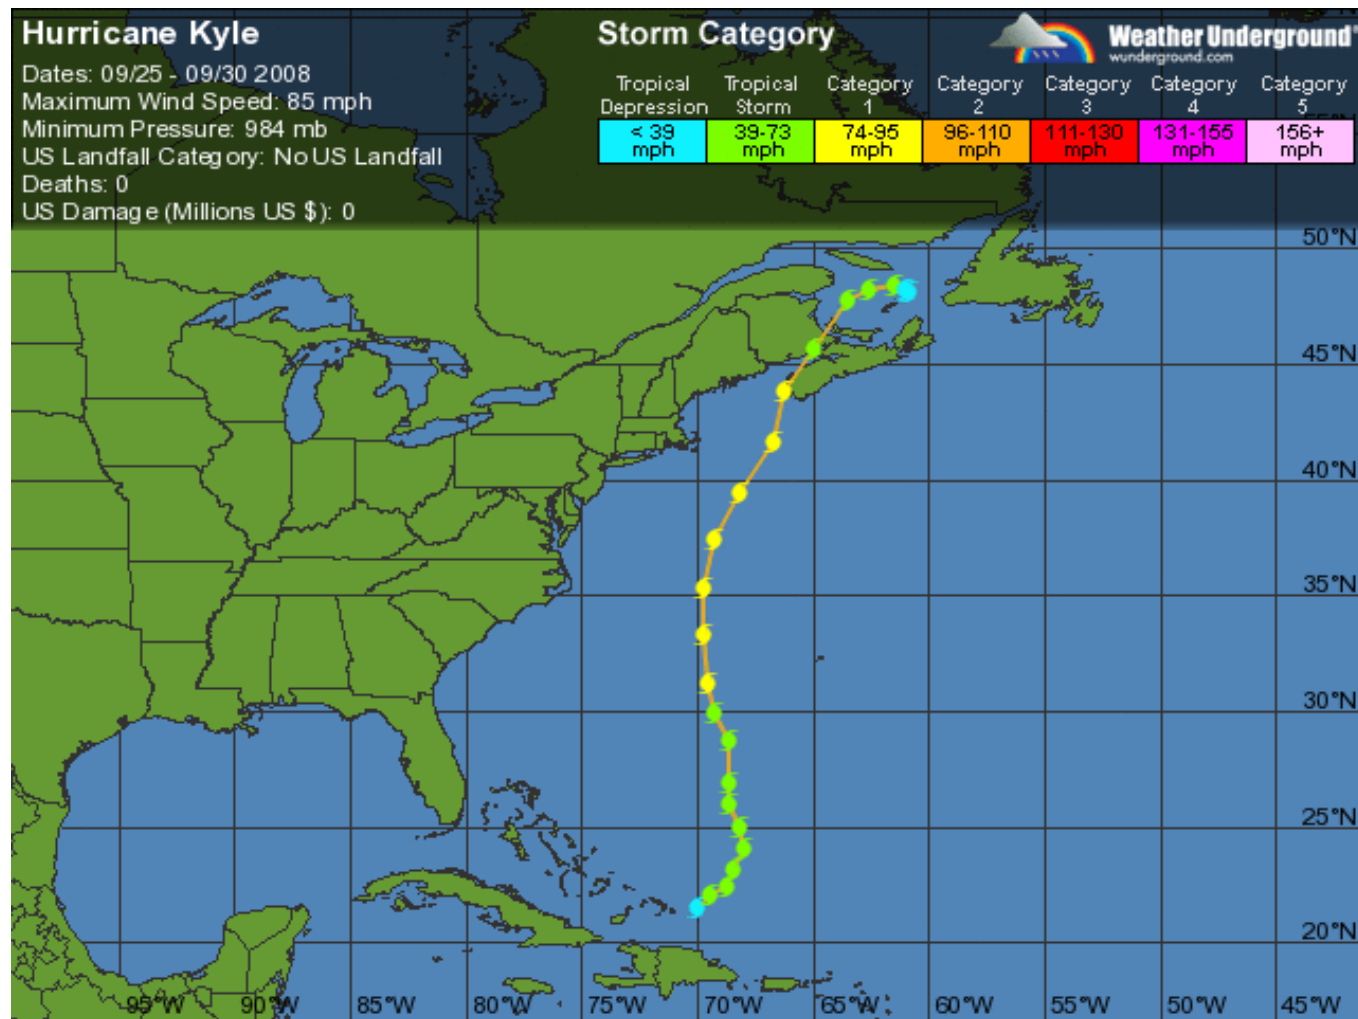 Hurricane Kyle
Dates: 09/25 - 09/30 2008
Maximum Wind Speed: 85 mph
Minimum Pressure: 984 mb
US Landfall Category: No US Landfall
Deaths: 0
US Damage (Millions US $): 0
Storm Category
Weather Underground
wunderground.com
Tropical Depression
< 39 mph
Tropical Storm
39-73 mph
Category 1
74-95 mph
Category 2
96-110 mph
Category 3
111-130 mph
Category 4
131-155 mph
Category 5
156+ mph
50°N
45°N
40°N
35°N
30°N
25°N
20°N
95°W 90°W 85°W 80°W 75°W 70°W 65°W 60°W 55°W 50°W 45°W